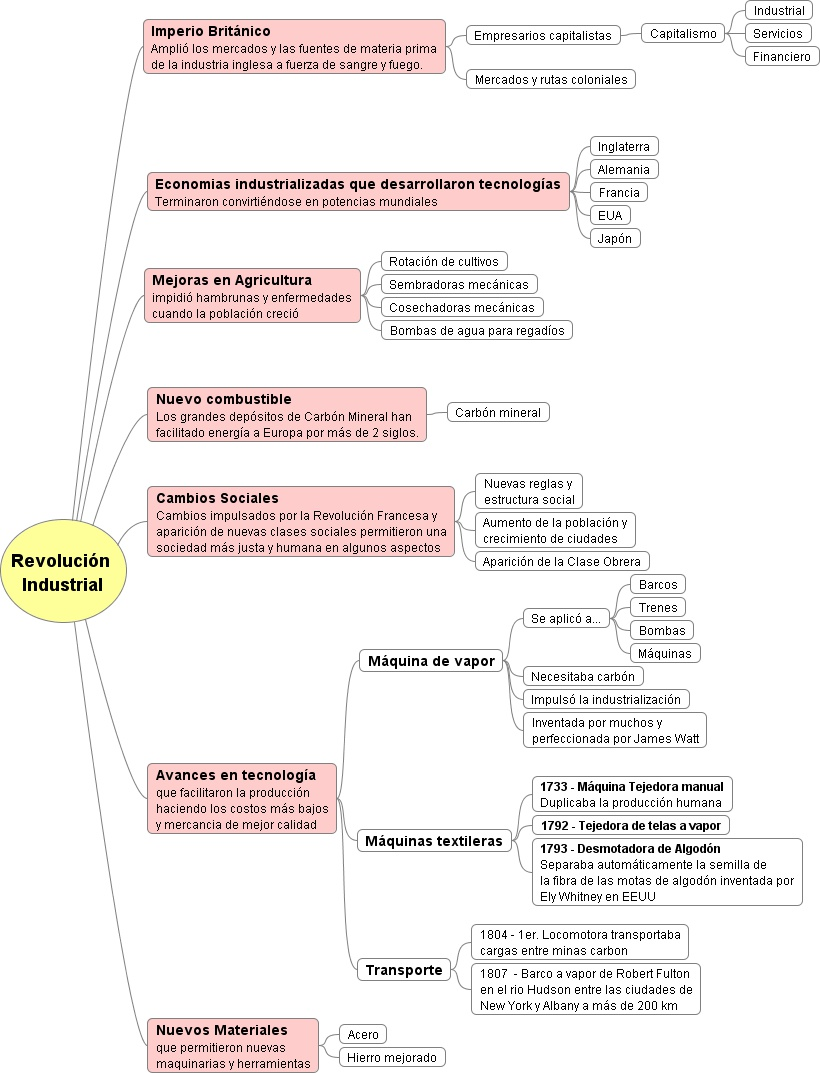 Revolución
Industrial
Imperio Británico
Amplió los mercados y las fuentes de materia prima
de la industria inglesa a fuerza de sangre y fuego.
Empresarios capitalistas
Capitalismo
Industrial
Servicios
Financiero
Mercados y rutas coloniales
Economias industrializadas que desarrollaron tecnologías
Terminaron convirtiéndose en potencias mundiales
Inglaterra
Alemania
Francia
EUA
Japón
Mejoras en Agricultura
impidió hambrunas y enfermedades
cuando la población creció
Rotación de cultivos
Sembradoras mecánicas
Cosechadoras mecánicas
Bombas de agua para regadíos
Nuevo combustible
Los grandes depósitos de Carbón Mineral han
facilitado energía a Europa por más de 2 siglos.
Carbón mineral
Cambios Sociales
Cambios impulsados por la Revolución Francesa y
aparición de nuevas clases sociales permitieron una
sociedad más justa y humana en algunos aspectos
Nuevas reglas y
estructura social
Aumento de la población y
crecimiento de ciudades
Aparición de la Clase Obrera
Avances en tecnología
que facilitaron la producción
haciendo los costos más bajos
y mercancia de mejor calidad
Máquina de vapor
Se aplicó a...
Barcos
Trenes
Bombas
Máquinas
Necesitaba carbón
Impulsó la industrialización
Inventada por muchos y
perfeccionada por James Watt
Máquinas textileras
1733 - Máquina Tejedora manual
Duplicaba la producción humana
1792 - Tejedora de telas a vapor
1793 - Desmotadora de Algodón
Separaba automáticamente la semilla de
la fibra de las motas de algodón inventada por
Ely Whitney en EEUU
Transporte
1804 - 1er. Locomotora transportaba
cargas entre minas carbon
1807 - Barco a vapor de Robert Fulton
en el rio Hudson entre las ciudades de
New York y Albany a más de 200 km
Nuevos Materiales
que permitieron nuevas
maquinarias y herramientas
Acero
Hierro mejorado